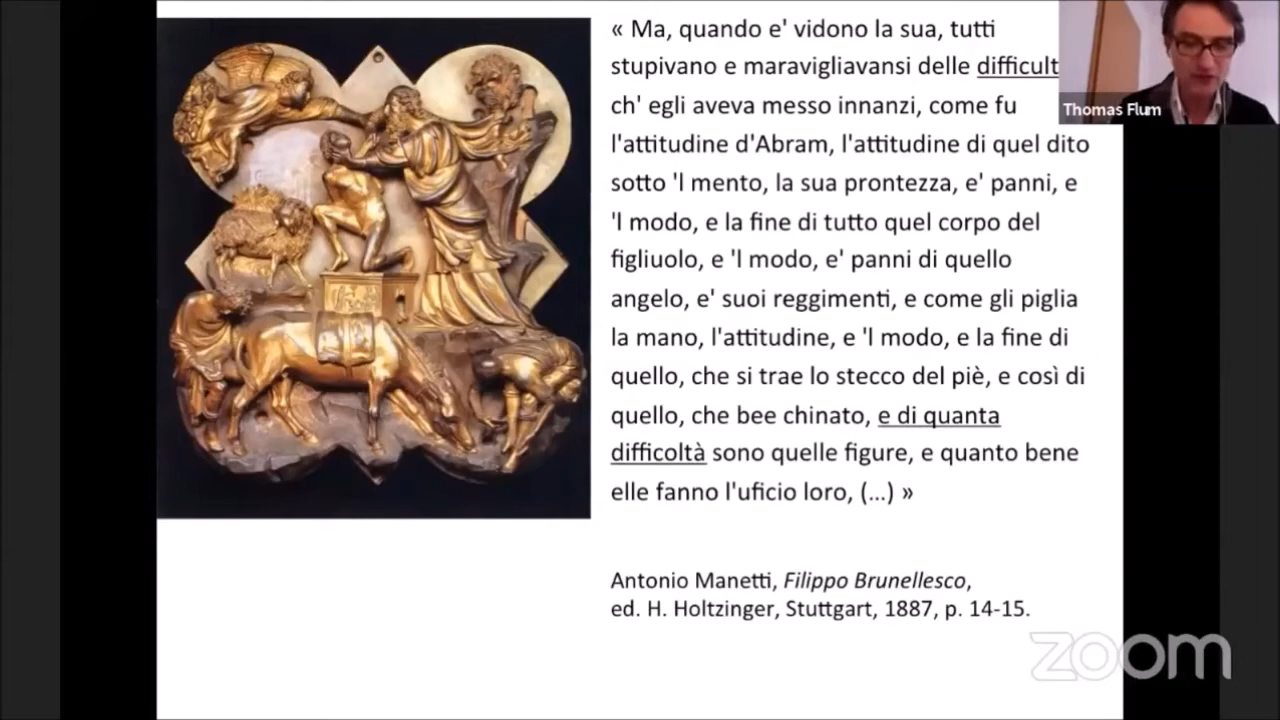 « Ma, quando e' vidono la sua, tutti
stupivano e maravigliavansi delle difficult
ch' egli aveva messo innanzi, come fu
l'attitudine d'Abram, l'attitudine di quel dito
sotto 'l mento, la sua prontezza, e' panni, e
'l modo, e la fine di tutto quel corpo del
figliuolo, e 'l modo, e' panni di quello
angelo, e' suoi reggimenti, e come gli piglia
la mano, l'attitudine, e 'l modo, e la fine di
quello, che si trae lo stecco del piè, e così di
quello, che bee chinato, e di quanta
difficoltà sono quelle figure, e quanto bene
elle fanno l'uficio loro, (...) »
Antonio Manetti, Filippo Brunellesco,
ed. H. Holtzinger, Stuttgart, 1887, p. 14-15.
Thomas Flum
zoom